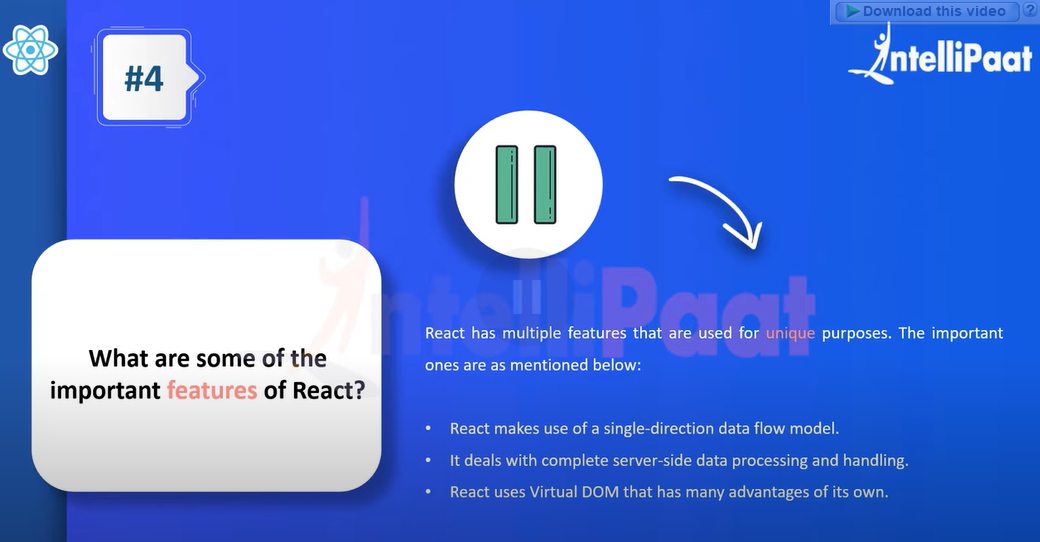 Download this video ?
#4
IntelliPaat
IntelliPaat
React has multiple features that are used for unique purposes. The important
ones are as mentioned below:
What are some of the
important features of React?
• React makes use of a single-direction data flow model.
• It deals with complete server-side data processing and handling.
• React uses Virtual DOM that has many advantages of its own.